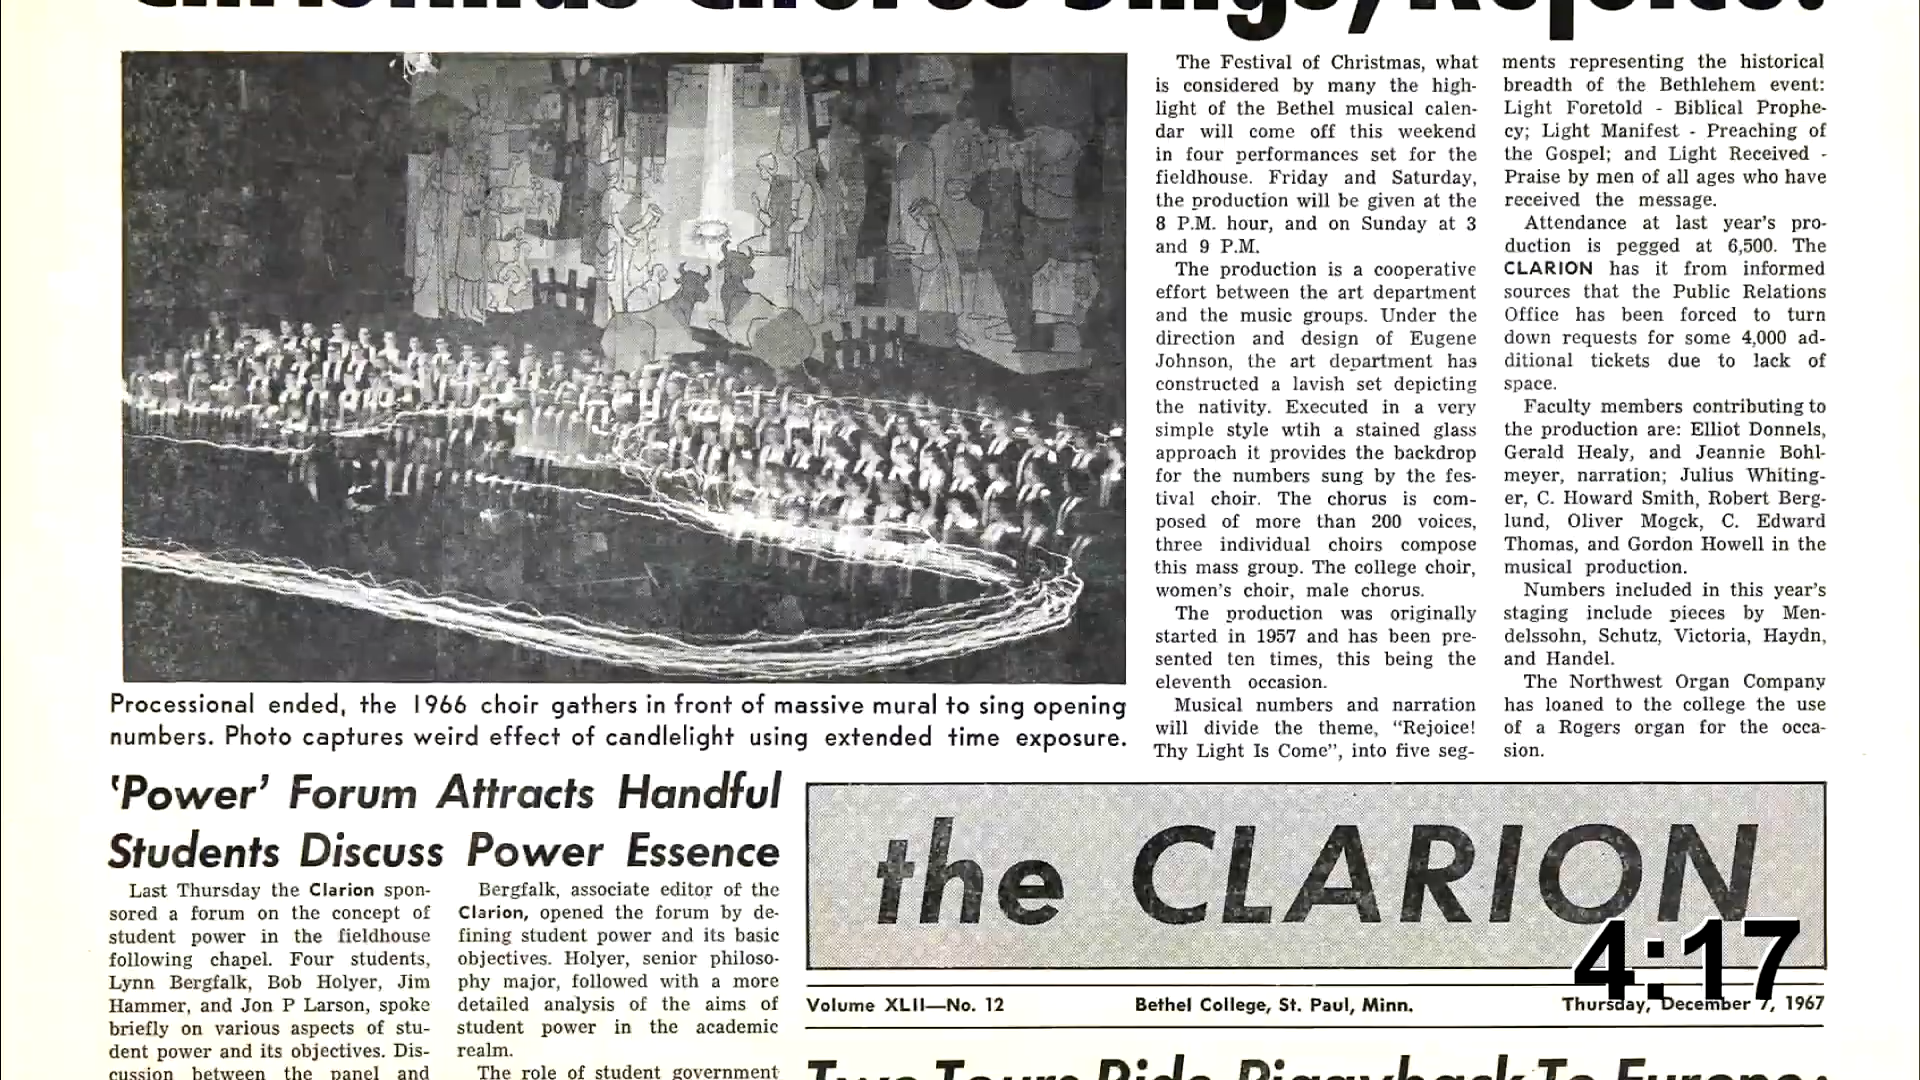 Christmas Chorus Sings, Rejoice!
The Festival of Christmas, what
is considered by many the high-
light of the Bethel musical calen-
dar will come off this weekend
in four performances set for the
fieldhouse. Friday and Saturday,
the production will be given at the
8 P.M. hour, and on Sunday at 3
and 9 P.M.
The production is a cooperative
effort between the art department
and the music groups. Under the
direction and design of Eugene
Johnson, the art department has
constructed a lavish set depicting
the nativity. Executed in a very
simple style wtih a stained glass
approach it provides the backdrop
for the numbers sung by the fes-
tival choir. The chorus is com-
posed of more than 200 voices,
three individual choirs compose
this mass group. The college choir,
women's choir, male chorus.
The production was originally
started in 1957 and has been pre-
sented ten times, this being the
eleventh occasion.
Musical numbers and narration
will divide the theme, "Rejoice!
Thy Light Is Come", into five seg-
ments representing the historical
breadth of the Bethlehem event:
Light Foretold - Biblical Prophe-
cy; Light Manifest - Preaching of
the Gospel; and Light Received -
Praise by men of all ages who have
received the message.
Attendance at last year's pro-
duction is pegged at 6,500. The
CLARION has it from informed
sources that the Public Relations
Office has been forced to turn
down requests for some 4,000 ad-
ditional tickets due to lack of
space.
Faculty members contributing to
the production are: Elliot Donnels,
Gerald Healy, and Jeannie Bohl-
meyer, narration; Julius Whiting-
er, C. Howard Smith, Robert Berg-
lund, Oliver Mogck, C. Edward
Thomas, and Gordon Howell in the
musical production.
Numbers included in this year's
staging include pieces by Men-
delssohn, Schutz, Victoria, Haydn,
and Handel.
The Northwest Organ Company
has loaned to the college the use
of a Rogers organ for the occa-
sion.
Processional ended, the 1966 choir gathers in front of massive mural to sing opening
numbers. Photo captures weird effect of candlelight using extended time exposure.
'Power' Forum Attracts Handful
Students Discuss Power Essence
Last Thursday the Clarion spon-
sored a forum on the concept of
student power in the fieldhouse
following chapel. Four students,
Lynn Bergfalk, Bob Holyer, Jim
Hammer, and Jon P Larson, spoke
briefly on various aspects of stu-
dent power and its objectives. Dis-
cussion between the panel and
Bergfalk, associate editor of the
Clarion, opened the forum by de-
fining student power and its basic
objectives. Holyer, senior philoso-
phy major, followed with a more
detailed analysis of the aims of
student power in the academic
realm.
The role of student government
the CLARION
4:17
Volume XLII—No. 12 Bethel College, St. Paul, Minn. Thursday, December 7, 1967
Two Tours Ride Piggyback To Europe;